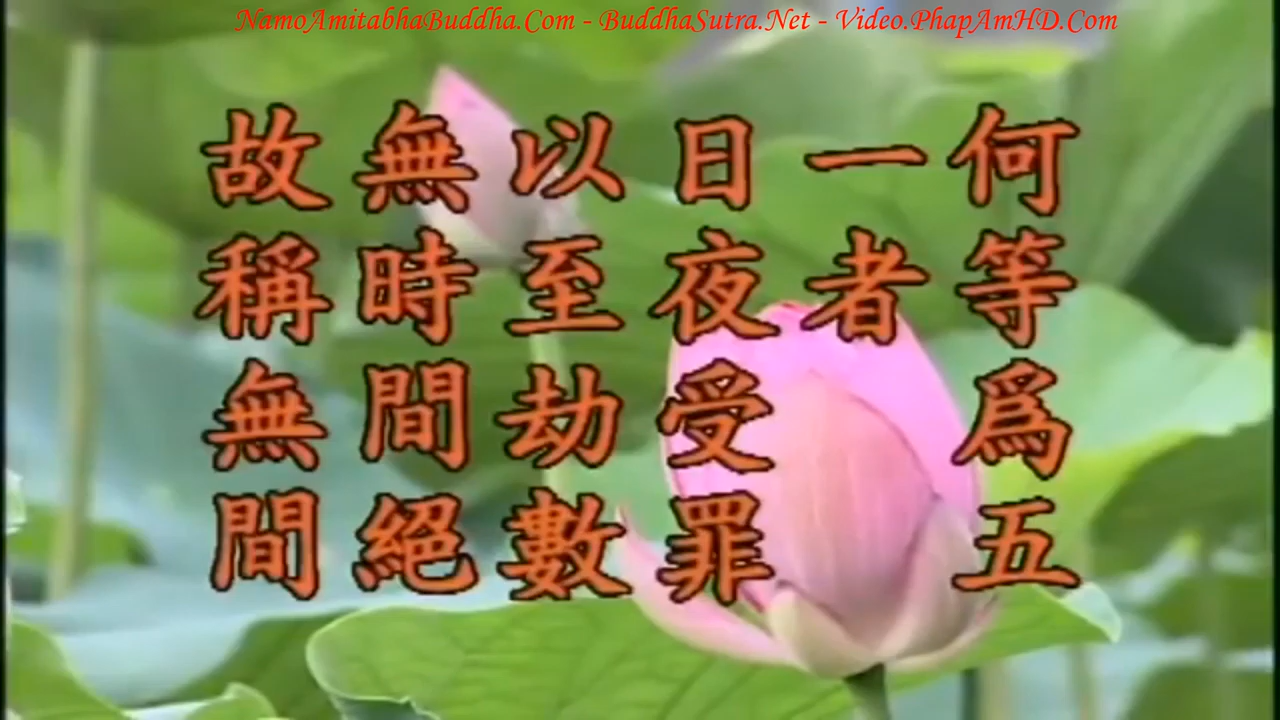 NamoAmitabhaBuddha.Com - BuddhaSutra.Net - Video.PhapAmHD.Com
何等爲五
一者
日夜受罪
以至劫數
無時間絕
故稱無間